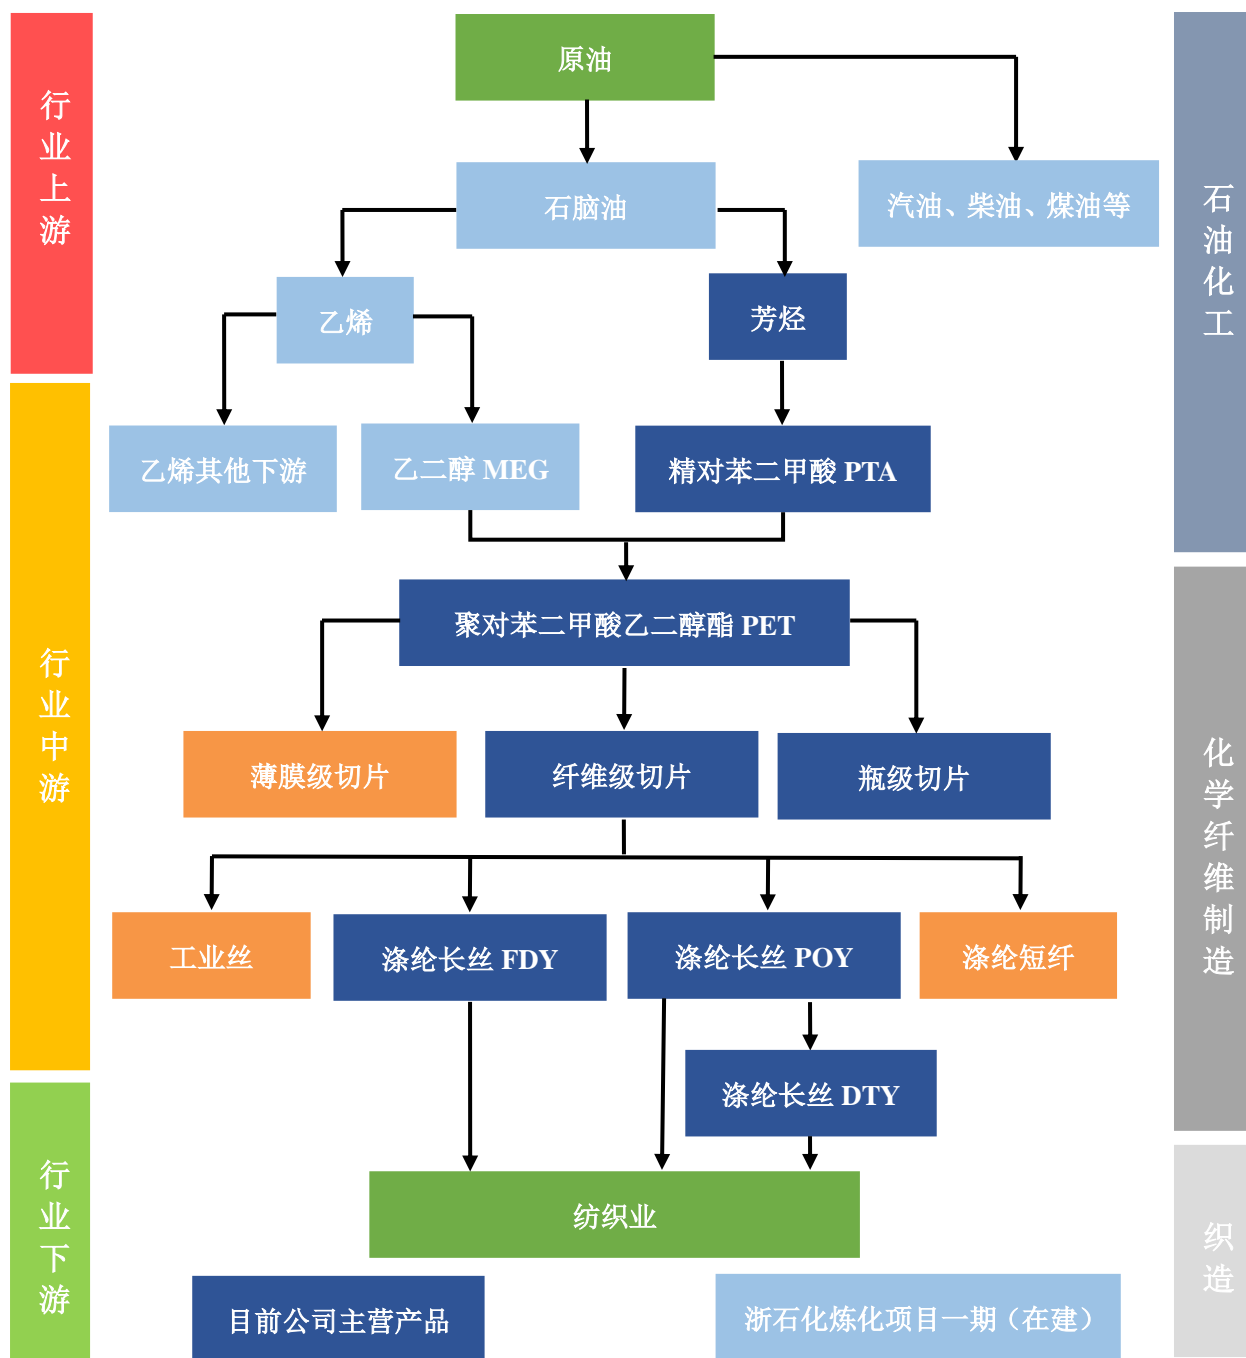 行业上游
原油
石油化工
石脑油
汽油、柴油、煤油等
乙烯
芳烃
行业中游
乙烯其他下游
乙二醇 MEG
精对苯二甲酸 PTA
聚对苯二甲酸乙二醇酯 PET
化学纤维制造
薄膜级切片
纤维级切片
瓶级切片
工业丝
涤纶长丝 FDY
涤纶长丝 POY
涤纶短纤
涤纶长丝 DTY
行业下游
纺织业
织造
目前公司主营产品
浙石化炼化项目一期（在建）